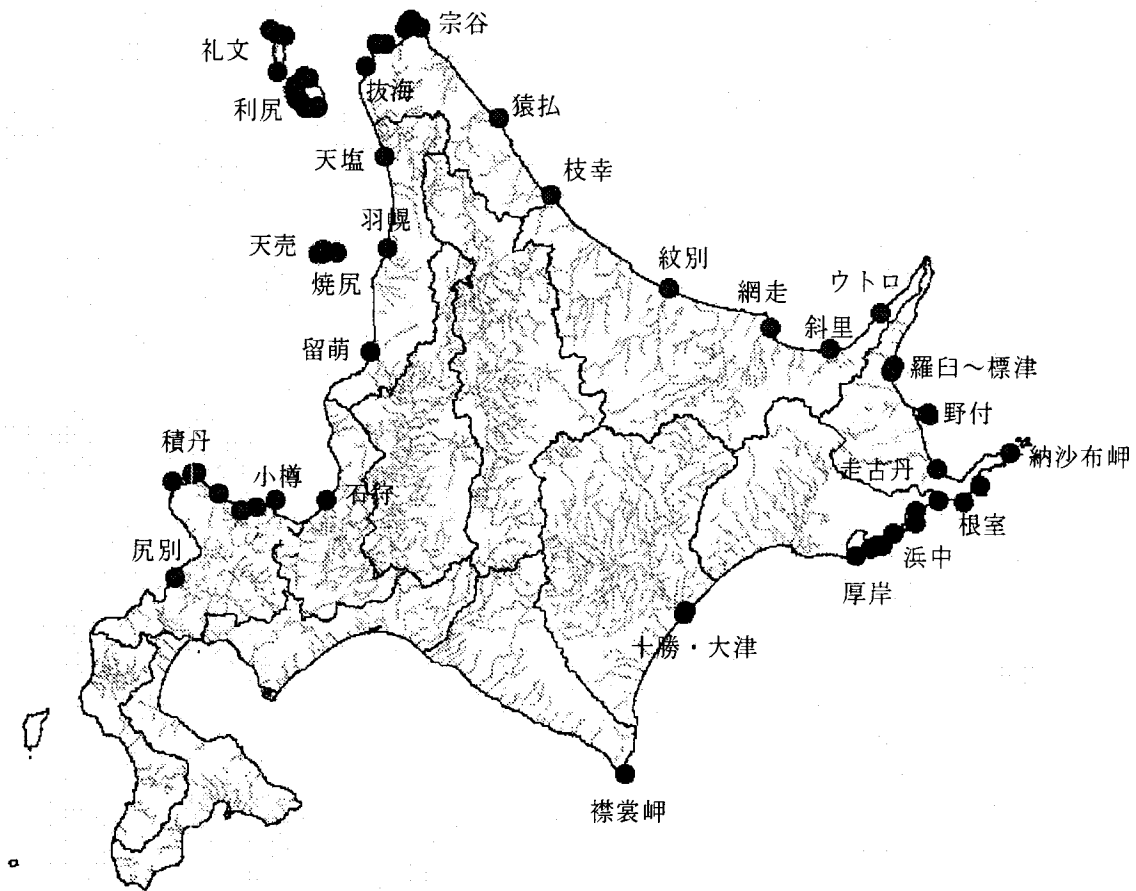 宗谷
礼文
抜海
利尻
猿払
天塩
枝幸
羽幌
天売
焼尻
紋別
ウトロ
網走
斜里
留萌
羅臼～標津
野付
積丹
小樽
石狩
走古丹
納沙布岬
根室
尻別
浜中
厚岸
十勝・大津
襟裳岬